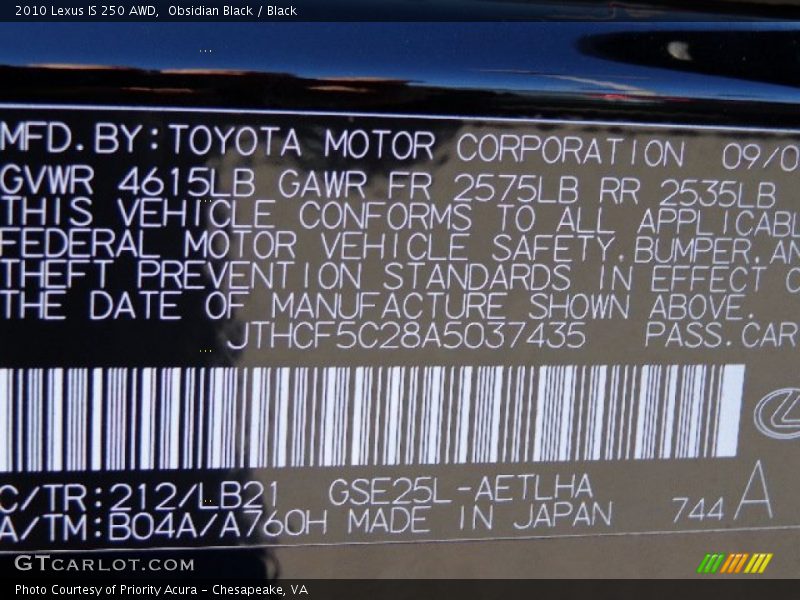 2010 Lexus IS 250 AWD,  Obsidian Black / Black
MFD. BY: TOYOTA MOTOR CORPORATION 09/0
GVWR 4615LB GAWR FR 2575LB RR 2535LB
THIS VEHICLE CONFORMS TO ALL APPLICABL
FEDERAL MOTOR VEHICLE SAFETY. BUMPER. AN
THEFT PREVENTION STANDARDS IN EFFECT O
THE DATE OF MANUFACTURE SHOWN ABOVE.
JTHCF5C28A5037435 PASS. CAR
C/TR: 212/LB21 GSE25L-AETLHA
A/TM: B04A/A760H MADE IN JAPAN 744 A
GTCARLOT.COM
Photo Courtesy of Priority Acura – Chesapeake, VA